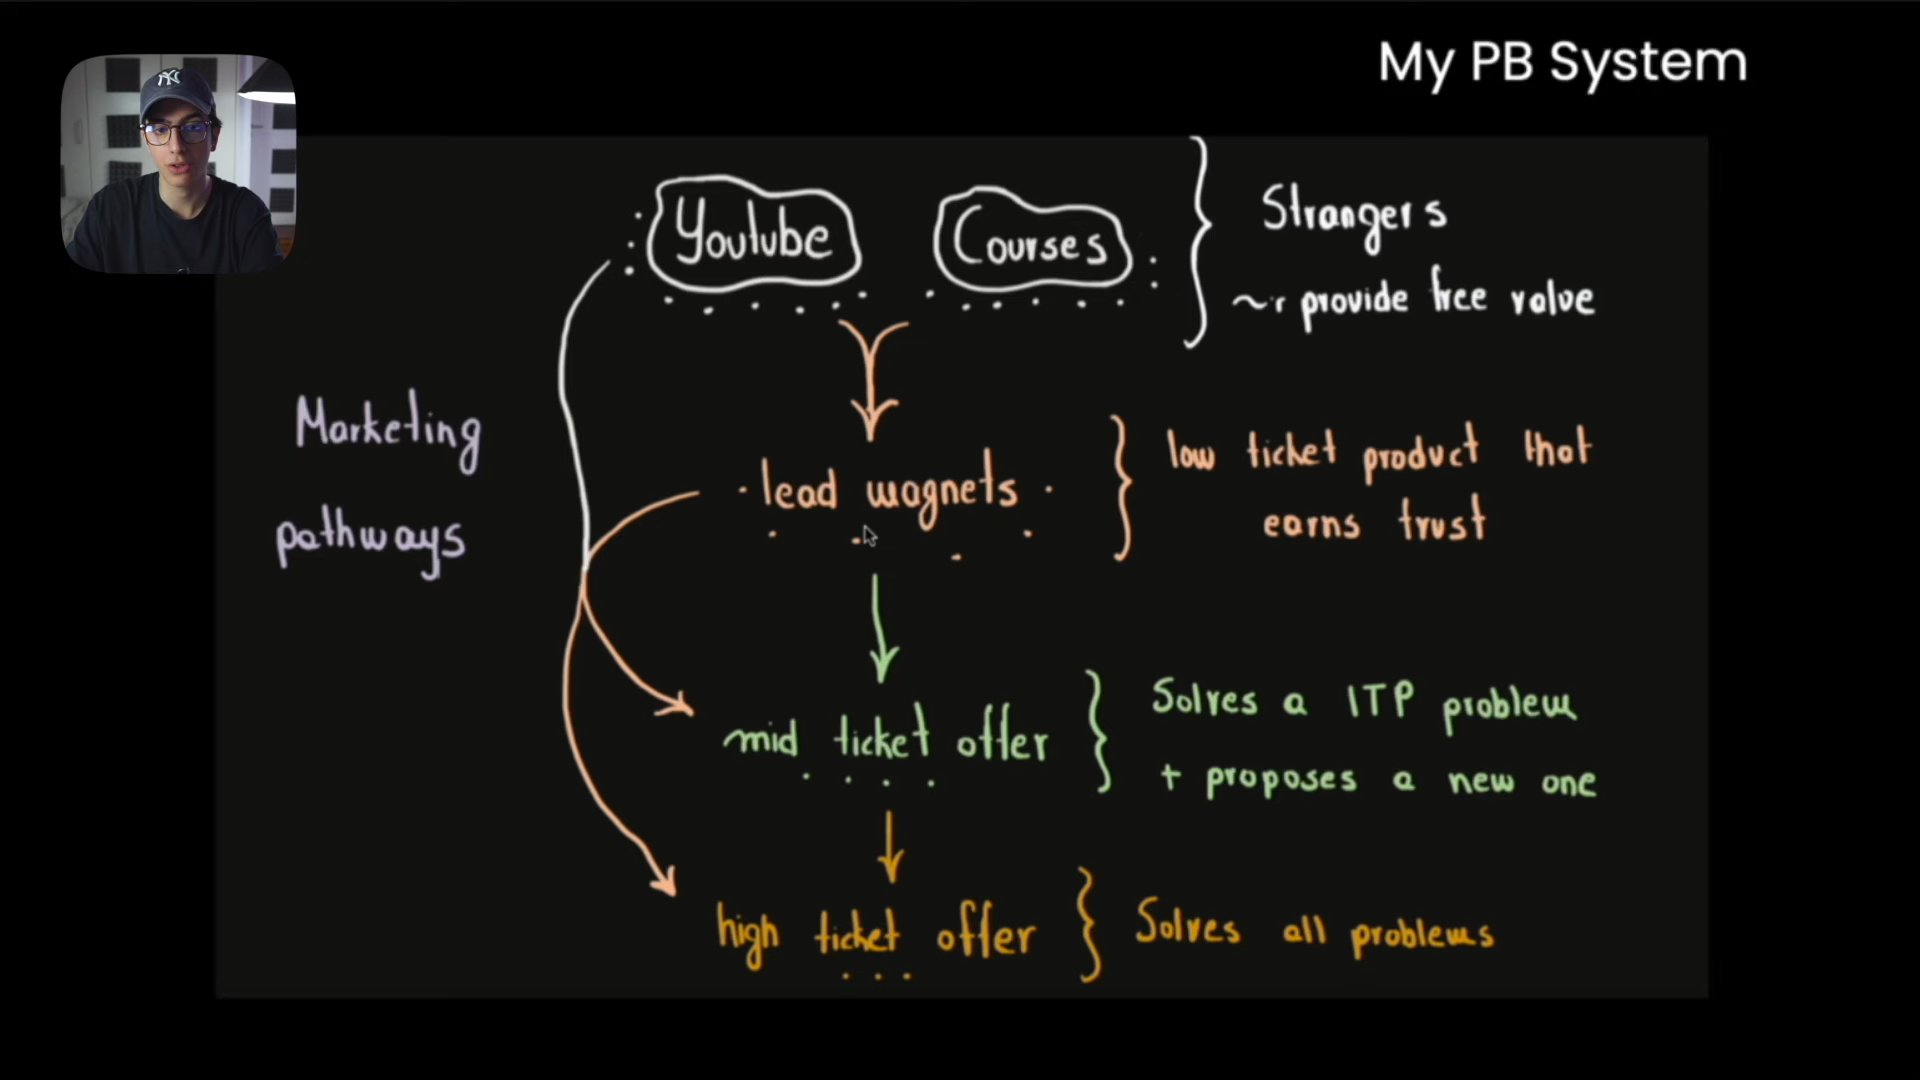 My PB System
NY
Youtube
Courses
Strangers
provide free value
Marketing
pathways
lead magnets
low ticket product that
earns trust
mid ticket offer
Solves a ITP problem
+ proposes a new one
high ticket offer
Solves all problems